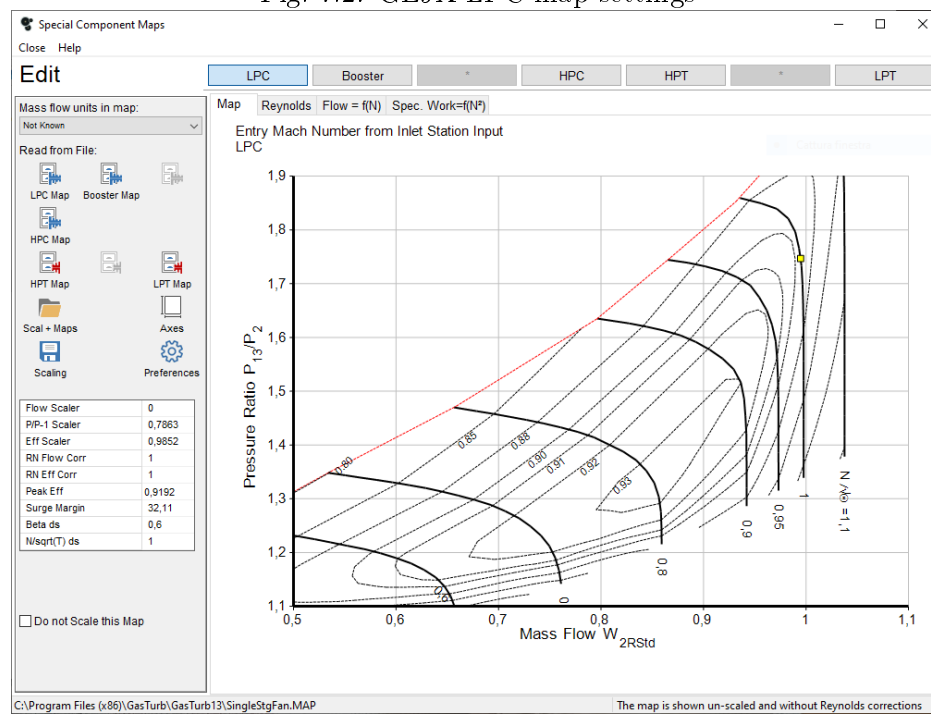 Fig. A.2: GEJA LPC map settings
Special Component Maps
Close Help
Edit
LPC Booster * HPC HPT * LPT
Mass flow units in map:
Not Known
Read from File:
LPC Map Booster Map
HPC Map
HPT Map LPT Map
Scal + Maps Axes
Scaling Preferences
Flow Scaler 0
P/P-1 Scaler 0,7863
Eff Scaler 0,9852
RN Flow Corr 1
RN Eff Corr 1
Peak Eff 0,9192
Surge Margin 32,11
Beta ds 0,6
N/sqrt(T) ds 1
Do not Scale this Map
Map Reynolds Flow = f(N) Spec. Work=f(N²)
Entry Mach Number from Inlet Station Input
LPC
1,9
1,8
1,7
1,6
1,5
1,4
1,3
1,2
1,1
Pressure Ratio P13/P2
0.80
0.85
0.88
0.90
0.91
0.92
0.93
0,8
0,9
0,95
1
N/√Θ =1,1
0,5 0,6 0,7 0,8 0,9 1 1,1
Mass Flow W2RStd
C:\Program Files (x86)\GasTurb\GasTurb13\SingleStgFan.MAP
The map is shown un-scaled and without Reynolds corrections